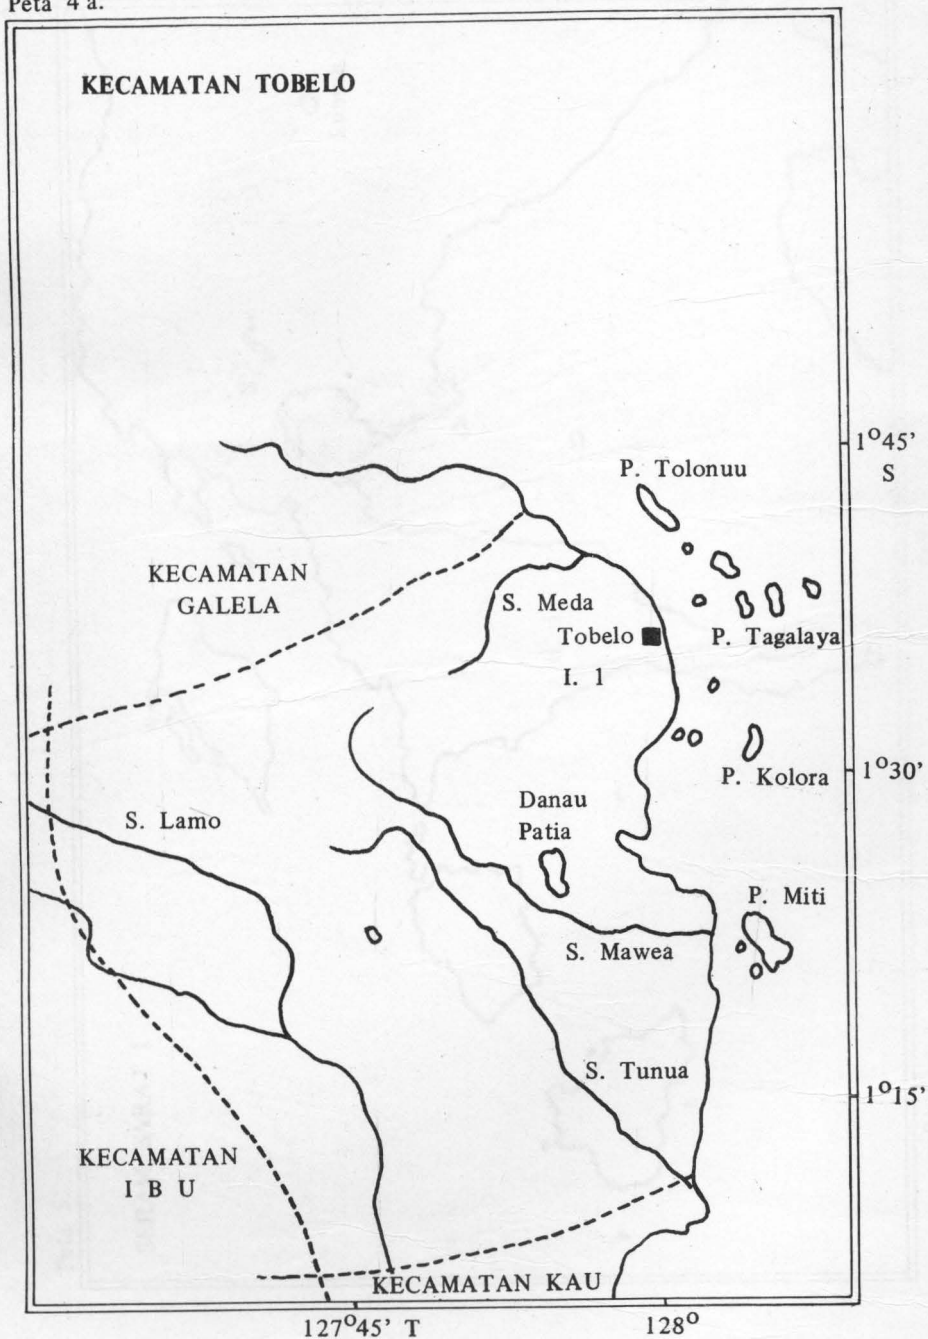 Peta 4 a.
KECAMATAN TOBELO
1°45'
S
P. Tolonuu
KECAMATAN
GALELA
S. Meda
Tobelo
P. Tagalaya
I. 1
P. Kolora
1°30'
Danau
Patia
S. Lamo
P. Miti
S. Mawea
S. Tunua
1°15'
KECAMATAN
I B U
KECAMATAN KAU
127°45' T
128°